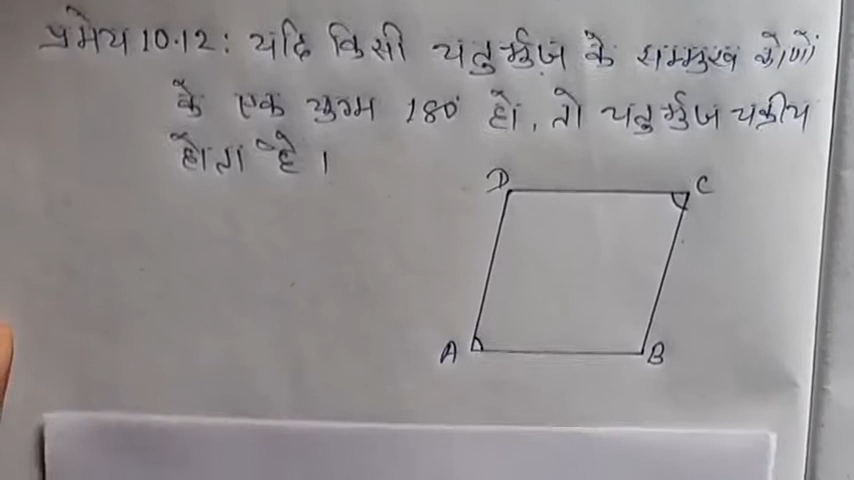 प्रमेय 10.12: यदि किसी चतुर्भुज के सम्मुख कोणों
के एक युग्म 180° हो, तो चतुर्भुज चक्रीय
होता है।
D
C
A
B